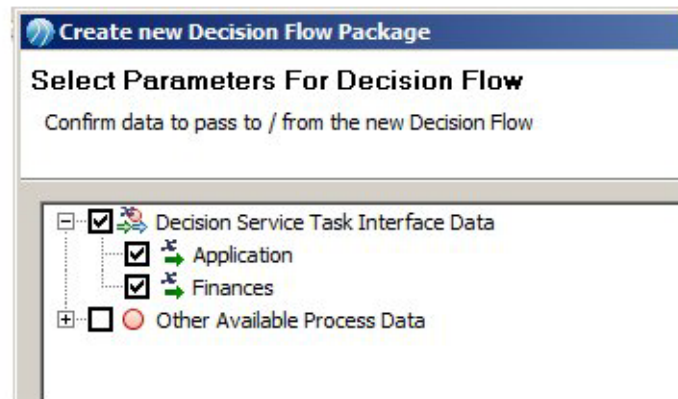 Create new Decision Flow Package
Select Parameters For Decision Flow
Confirm data to pass to / from the new Decision Flow
Decision Service Task Interface Data
Application
Finances
Other Available Process Data